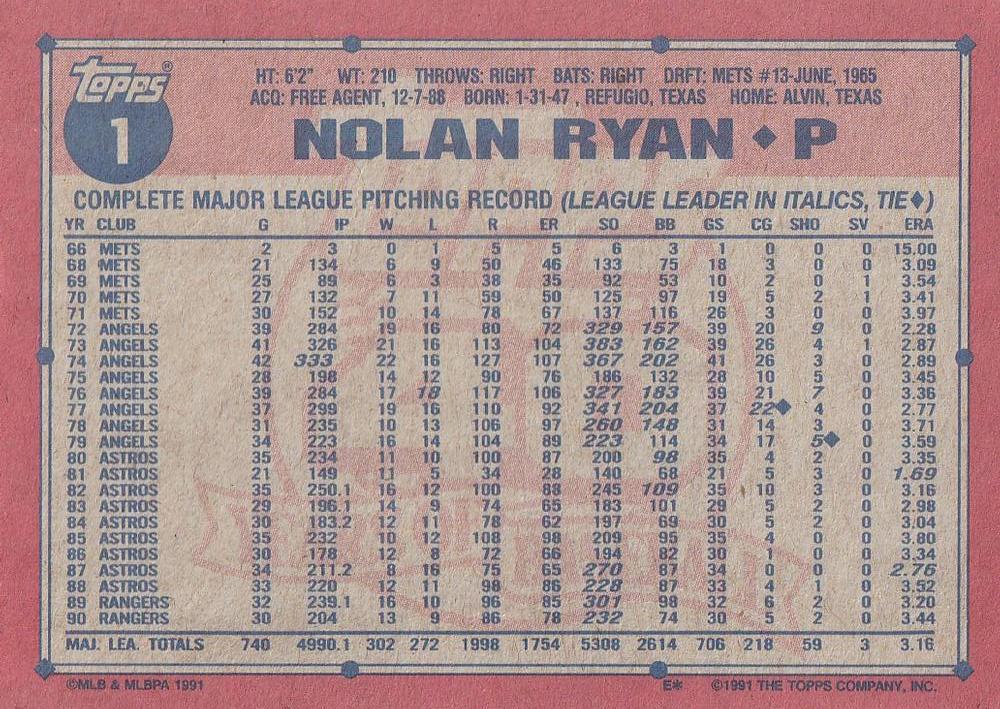 Topps®
1
HT: 6'2" WT: 210 THROWS: RIGHT BATS: RIGHT DRFT: METS #13-JUNE, 1965
ACQ: FREE AGENT, 12-7-88 BORN: 1-31-47, REFUGIO, TEXAS HOME: ALVIN, TEXAS
NOLAN RYAN ♦ P
COMPLETE MAJOR LEAGUE PITCHING RECORD (LEAGUE LEADER IN ITALICS, TIE♦)
YR CLUB G IP W L R ER SO BB GS CG SHO SV ERA
66 METS 2 3 0 1 5 5 6 3 1 0 0 0 15.00
68 METS 21 134 6 9 50 46 133 75 18 3 0 0 3.09
69 METS 25 89 6 3 38 35 92 53 10 2 0 1 3.54
70 METS 27 132 7 11 59 50 125 97 19 5 2 1 3.41
71 METS 30 152 10 14 78 67 137 116 26 3 0 0 3.97
72 ANGELS 39 284 19 16 80 72 329 157 39 20 9 0 2.28
73 ANGELS 41 326 21 16 113 104 383 162 39 26 4 1 2.87
74 ANGELS 42 333 22 16 127 107 367 202 41 26 3 0 2.89
75 ANGELS 28 198 14 12 90 76 186 132 28 10 5 0 3.45
76 ANGELS 39 284 17 18 117 106 327 183 39 21 7 0 3.36
77 ANGELS 37 299 19 16 110 92 341 204 37 22♦ 4 0 2.77
78 ANGELS 31 235 10 13 106 97 260 148 31 14 3 0 3.71
79 ANGELS 34 223 16 14 104 89 223 114 34 17 5♦ 0 3.59
80 ASTROS 35 234 11 10 100 87 200 98 35 4 2 0 3.35
81 ASTROS 21 149 11 5 34 28 140 68 21 5 3 0 1.69
82 ASTROS 35 250.1 16 12 100 88 245 109 35 10 3 0 3.16
83 ASTROS 29 196.1 14 9 74 65 183 101 29 5 2 0 2.98
84 ASTROS 30 183.2 12 11 78 62 197 69 30 5 2 0 3.04
85 ASTROS 35 232 10 12 108 98 209 95 35 4 0 0 3.80
86 ASTROS 30 178 12 8 72 66 194 82 30 1 0 0 3.34
87 ASTROS 34 211.2 8 16 75 65 270 87 34 0 0 0 2.76
88 ASTROS 33 220 12 11 98 86 228 87 33 4 1 0 3.52
89 RANGERS 32 239.1 16 10 96 85 301 98 32 6 2 0 3.20
90 RANGERS 30 204 13 9 86 78 232 74 30 5 2 0 3.44
MAJ. LEA. TOTALS 740 4990.1 302 272 1998 1754 5308 2614 706 218 59 3 3.16
©MLB & MLBPA 1991 E* ©1991 THE TOPPS COMPANY, INC.